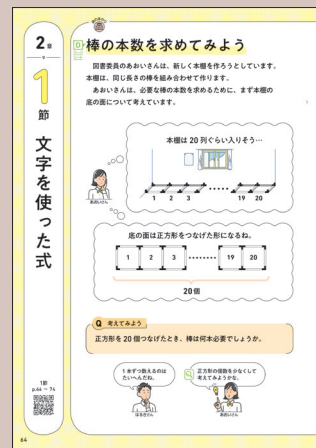 2章
1
節
文字を使った式
1節
p.64 − 74
64
D 棒の本数を求めてみよう
図書委員のあおいさんは、新しく本棚を作ろうとしています。
本棚は、同じ長さの棒を組み合わせて作ります。
あおいさんは、必要な棒の本数を求めるために、まず本棚の
底の面について考えています。
本棚は 20 列ぐらい入りそう…
1 2 3 19 20
あおいさん
底の面は正方形をつなげた形になるね。
1 2 3 ……… 19 20
20個
Q 考えてみよう
正方形を 20 個つなげたとき、棒は何本必要でしょうか。
1本ずつ数えるのは
たいへんだね。
はるきさん
正方形の個数を少なくして
考えてみようかな。
あおいさん